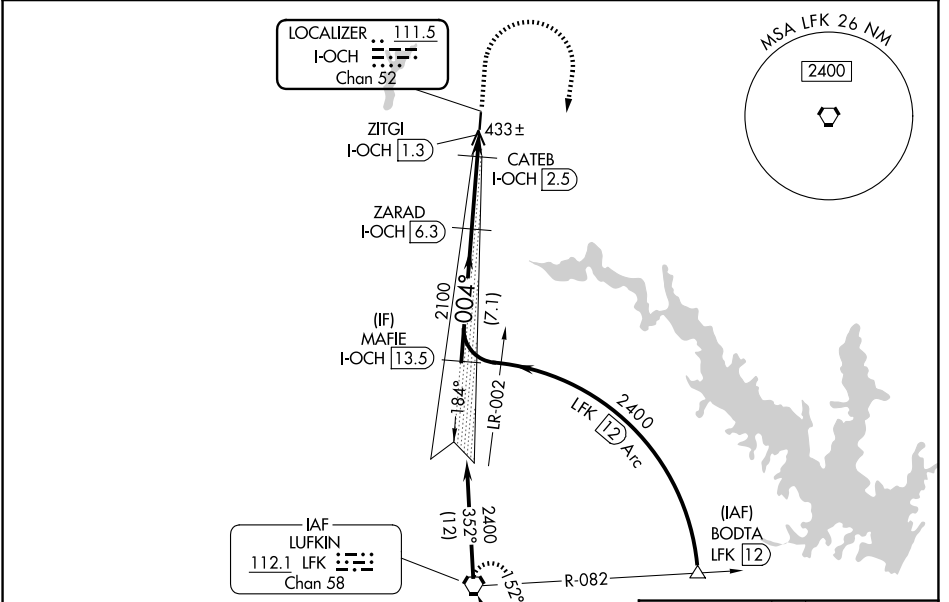 LOCALIZER 111.5
I-OCH
Chan 52
MSA LFK 26 NM
2400
ZITGI
I-OCH 1.3
433±
CATEB
I-OCH 2.5
ZARAD
I-OCH 6.3
2100
004°
(7.1)
(IF)
MAFIE
I-OCH 13.5
184°
LR-002
2400
LFK 12 Arc
2400
352°
(12)
IAF
LUFKIN
112.1 LFK
Chan 58
(IAF)
BODTA
LFK 12
R-082